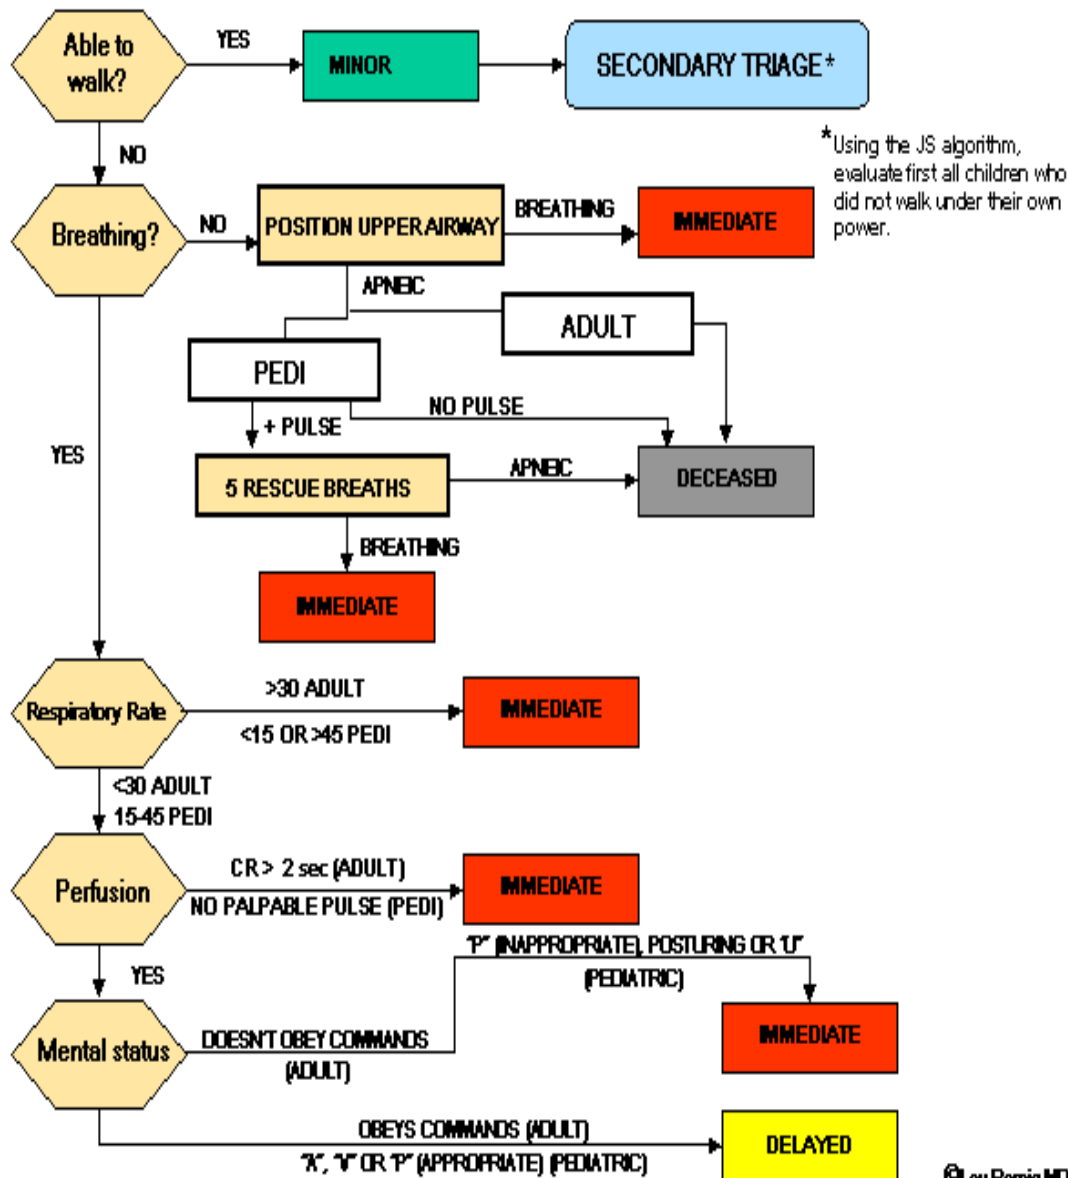 Able to
walk?
YES
MINOR
SECONDARY TRIAGE*
NO
*Using the JS algorithm,
evaluate first all children who
did not walk under their own
power.
Breathing?
NO
POSITION UPPER AIRWAY
BREATHING
IMMEDIATE
APNEIC
ADULT
PEDI
NO PULSE
+ PULSE
YES
5 RESCUE BREATHS
APNEIC
DECEASED
BREATHING
IMMEDIATE
Respiratory Rate
>30 ADULT
<15 OR >45 PEDI
IMMEDIATE
<30 ADULT
15-45 PEDI
Perfusion
CR > 2 sec (ADULT)
NO PALPABLE PULSE (PEDI)
IMMEDIATE
"P" (INAPPROPRIATE), POSTURING OR "U"
(PEDIATRIC)
YES
Mental status
DOESN'T OBEY COMMANDS
(ADULT)
IMMEDIATE
OBEYS COMMANDS (ADULT)
"A", "V" OR "P" (APPROPRIATE) (PEDIATRIC)
DELAYED
©Lou Romig MD